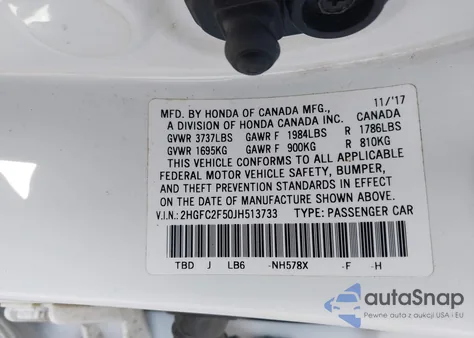 MFD. BY HONDA OF CANADA MFG., 11/'17
A DIVISION OF HONDA CANADA INC. CANADA
GVWR 3737LBS GAWR F 1984LBS R 1786LBS
GVWR 1695KG GAWR F 900KG R 810KG
THIS VEHICLE CONFORMS TO ALL APPLICABLE
FEDERAL MOTOR VEHICLE SAFETY, BUMPER,
AND THEFT PREVENTION STANDARDS IN EFFECT
ON THE DATE OF MANUFACTURE SHOWN ABOVE.
V.I.N.: 2HGFC2F50JH513733 TYPE: PASSENGER CAR
TBD J LB6 -NH578X -F -H
autoSnap
Pewne auta z aukcji USA i EU